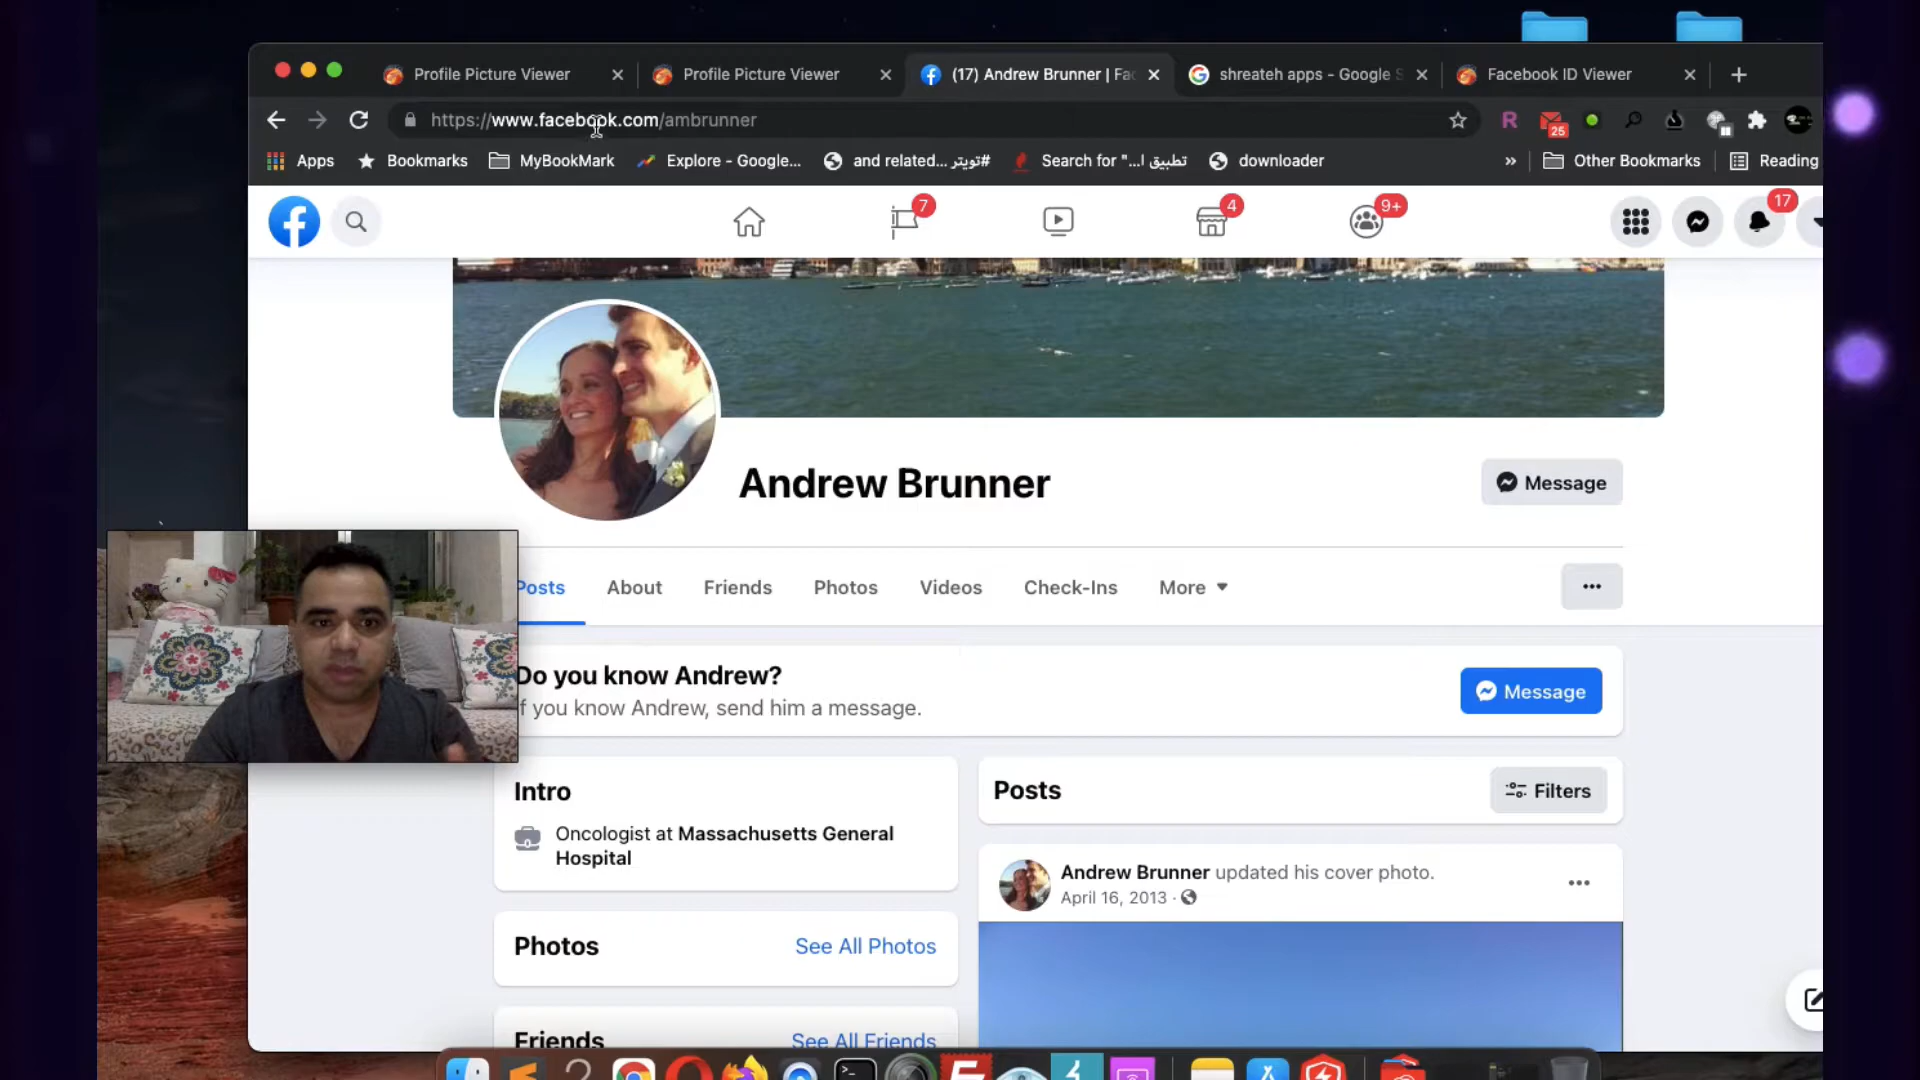 Profile Picture Viewer
Profile Picture Viewer
(17) Andrew Brunner | Fac
shreateh apps - Google S
Facebook ID Viewer
https://www.facebook.com/ambrunner
25
Apps
Bookmarks
MyBookMark
Explore - Google...
and related... تويتر#
Search for "...تطبيق ا
downloader
»
Other Bookmarks
Reading
7
4
9+
17
Andrew Brunner
Message
Posts
About
Friends
Photos
Videos
Check-Ins
More
Do you know Andrew?
If you know Andrew, send him a message.
Message
Intro
Oncologist at Massachusetts General
Hospital
Posts
Filters
Andrew Brunner updated his cover photo.
April 16, 2013 ·
Photos
See All Photos
Friends
See All Friends